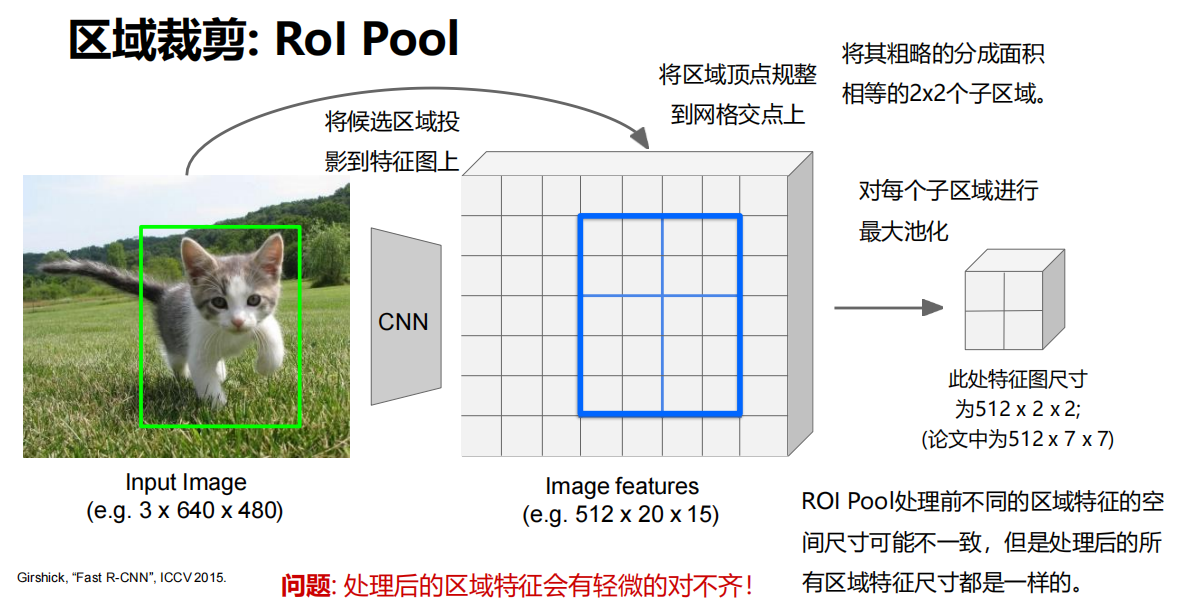 区域裁剪: RoI Pool
将候选区域投
影到特征图上
将区域顶点规整
到网格交点上
将其粗略的分成面积
相等的2x2个子区域。
对每个子区域进行
最大池化
CNN
此处特征图尺寸
为512 x 2 x 2;
(论文中为512 x 7 x 7)
Input Image
(e.g. 3 x 640 x 480)
Image features
(e.g. 512 x 20 x 15)
ROI Pool处理前不同的区域特征的空
间尺寸可能不一致，但是处理后的所
有区域特征尺寸都是一样的。
Girshick, “Fast R-CNN”, ICCV 2015.
问题: 处理后的区域特征会有轻微的对不齐！